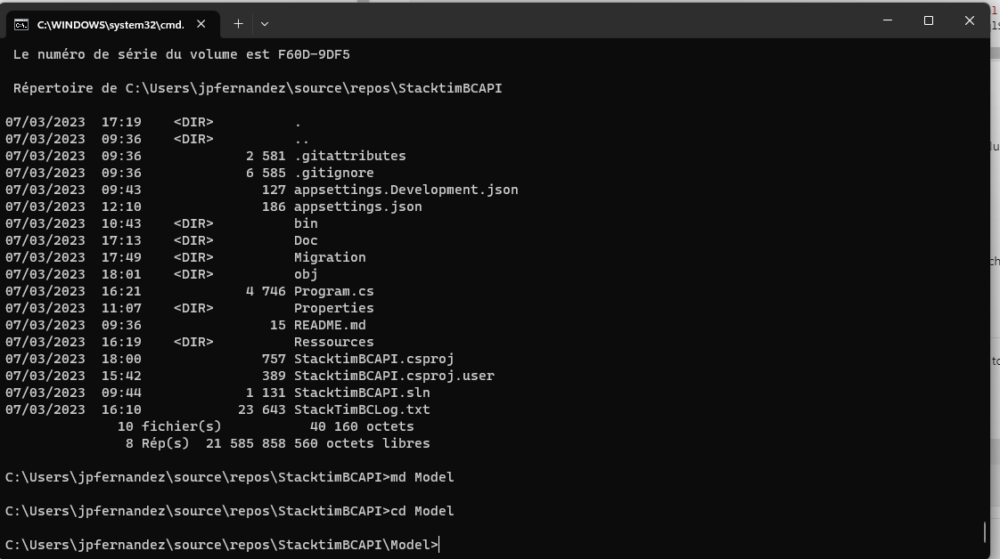 C:\WINDOWS\system32\cmd.
Le numéro de série du volume est F60D-9DF5
Répertoire de C:\Users\jpfernandez\source\repos\StacktimBCAPI
07/03/2023  17:19    <DIR>          .
07/03/2023  09:36    <DIR>          ..
07/03/2023  09:36             2 581 .gitattributes
07/03/2023  09:36             6 585 .gitignore
07/03/2023  09:43               127 appsettings.Development.json
07/03/2023  12:10               186 appsettings.json
07/03/2023  10:43    <DIR>          bin
07/03/2023  17:13    <DIR>          Doc
07/03/2023  17:49    <DIR>          Migration
07/03/2023  18:01    <DIR>          obj
07/03/2023  16:21             4 746 Program.cs
07/03/2023  11:07    <DIR>          Properties
07/03/2023  09:36                15 README.md
07/03/2023  16:19    <DIR>          Ressources
07/03/2023  18:00               757 StacktimBCAPI.csproj
07/03/2023  15:42               389 StacktimBCAPI.csproj.user
07/03/2023  09:44             1 131 StacktimBCAPI.sln
07/03/2023  16:10            23 643 StackTimBCLog.txt
10 fichier(s)           40 160 octets
8 Rép(s)  21 585 858 560 octets libres
C:\Users\jpfernandez\source\repos\StacktimBCAPI>md Model
C:\Users\jpfernandez\source\repos\StacktimBCAPI>cd Model
C:\Users\jpfernandez\source\repos\StacktimBCAPI\Model>